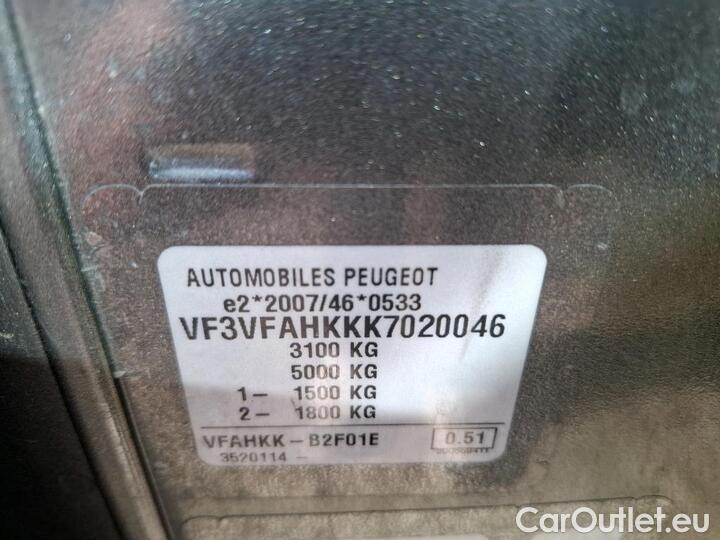 AUTOMOBILES PEUGEOT
e2*2007/46*0533
VF3VFAHKKK7020046
3100 KG
5000 KG
1- 1500 KG
2- 1800 KG
VFAHKK - B2F01E 0.51
3520114 -
CarOutlet.eu